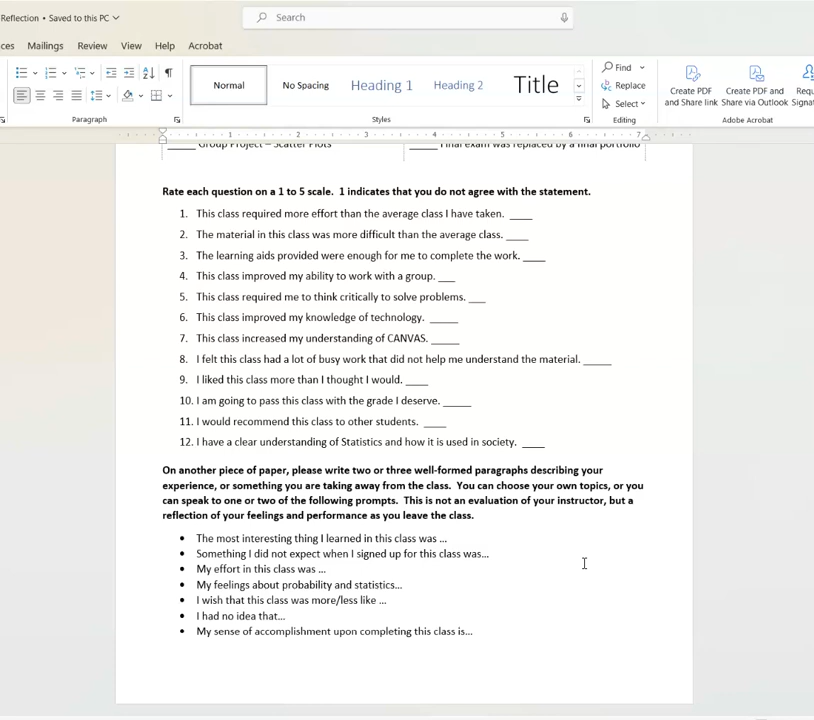 Reflection • Saved to this PC
Search
ces Mailings Review View Help Acrobat
Normal No Spacing Heading 1 Heading 2 Title
Find
Replace
Select
Create PDF and Share link
Create PDF and Share via Outlook
Paragraph Styles Editing Adobe Acrobat
1 2 3 4 5 6 7
_____ Group Project – Scatter Plots _____ Final exam was replaced by a final portfolio
Rate each question on a 1 to 5 scale. 1 indicates that you do not agree with the statement.
1. This class required more effort than the average class I have taken. ____
2. The material in this class was more difficult than the average class. ____
3. The learning aids provided were enough for me to complete the work. ____
4. This class improved my ability to work with a group. ___
5. This class required me to think critically to solve problems. ___
6. This class improved my knowledge of technology. _____
7. This class increased my understanding of CANVAS. _____
8. I felt this class had a lot of busy work that did not help me understand the material. _____
9. I liked this class more than I thought I would. ____
10. I am going to pass this class with the grade I deserve. _____
11. I would recommend this class to other students. ____
12. I have a clear understanding of Statistics and how it is used in society. ____
On another piece of paper, please write two or three well-formed paragraphs describing your
experience, or something you are taking away from the class. You can choose your own topics, or you
can speak to one or two of the following prompts. This is not an evaluation of your instructor, but a
reflection of your feelings and performance as you leave the class.
• The most interesting thing I learned in this class was …
• Something I did not expect when I signed up for this class was…
• My effort in this class was …
• My feelings about probability and statistics…
• I wish that this class was more/less like …
• I had no idea that…
• My sense of accomplishment upon completing this class is…